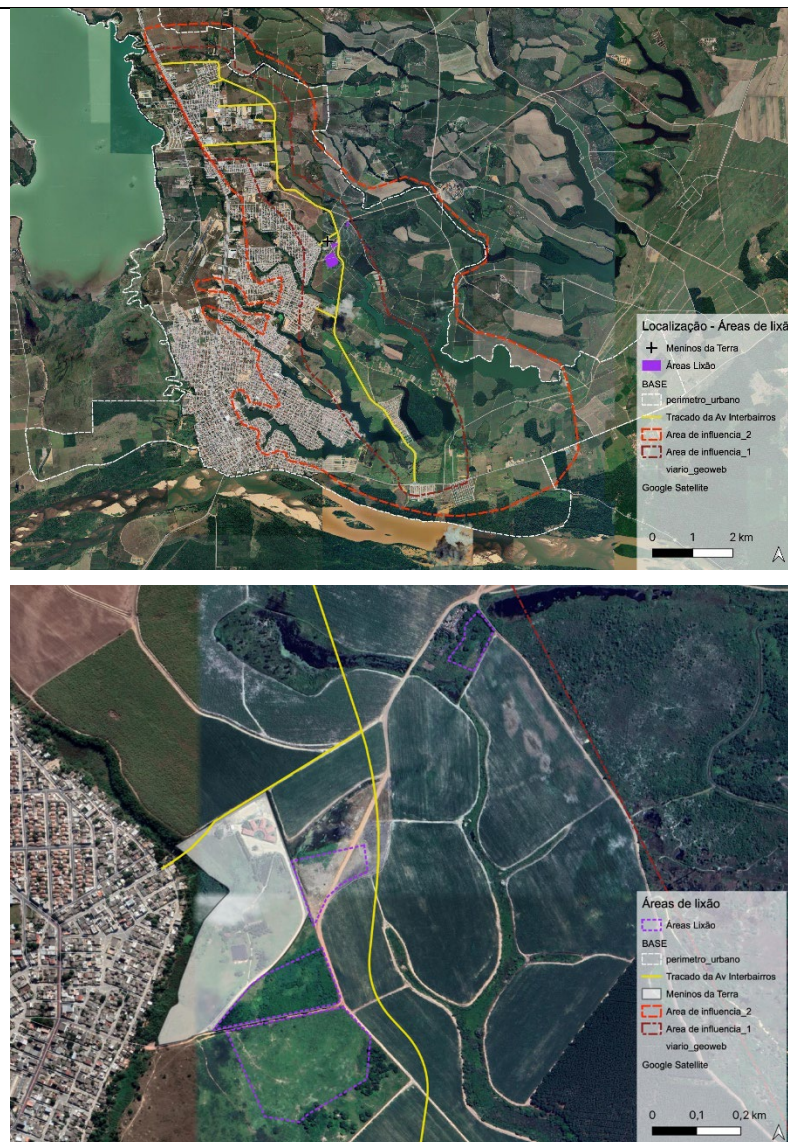 Localização - Áreas de lixã
Meninos da Terra
Áreas Lixão
BASE
perimetro_urbano
Tracado da Av Interbairros
Area de influencia_2
Area de influencia_1
viario_geoweb
Google Satellite
0 1 2 km
Áreas de lixão
Áreas Lixão
BASE
perimetro_urbano
Tracado da Av Interbairros
Meninos da Terra
Area de influencia_2
Area de influencia_1
viario_geoweb
Google Satellite
0 0,1 0,2 km